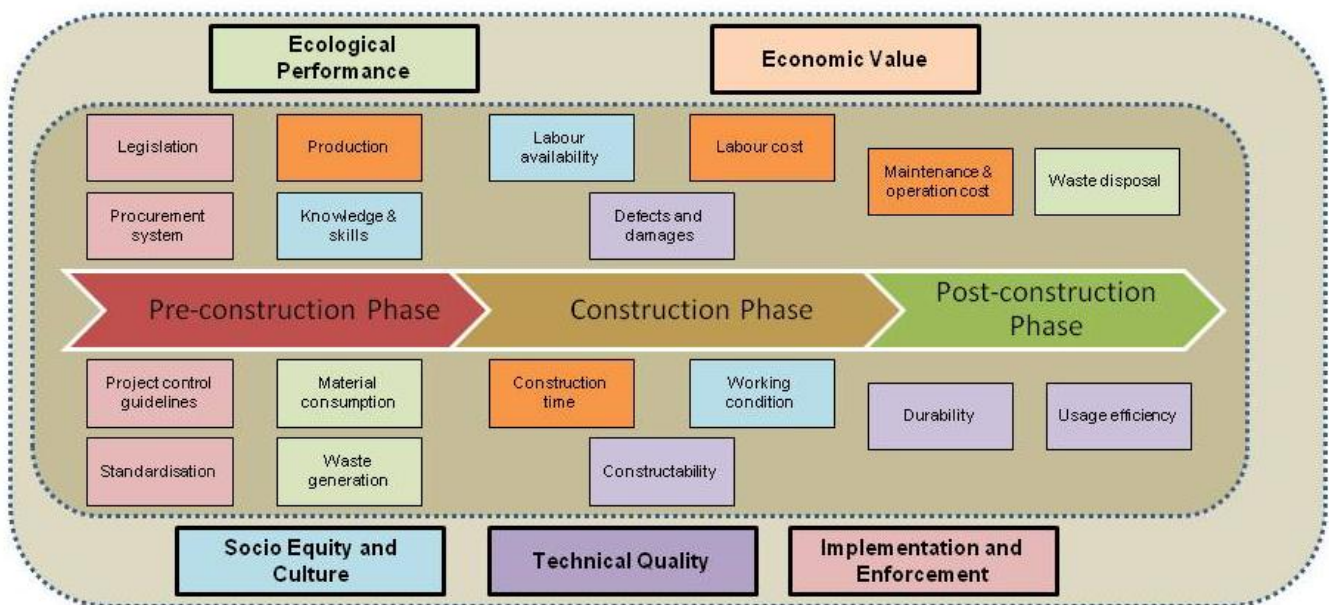 Ecological
Performance
Economic Value
Legislation
Production
Labour
availability
Labour cost
Maintenance &
operation cost
Waste disposal
Procurement
system
Knowledge &
skills
Defects and
damages
Pre-construction Phase
Construction Phase
Post-construction
Phase
Project control
guidelines
Material
consumption
Construction
time
Working
condition
Durability
Usage efficiency
Standardisation
Waste
generation
Constructability
Socio Equity and
Culture
Technical Quality
Implementation and
Enforcement